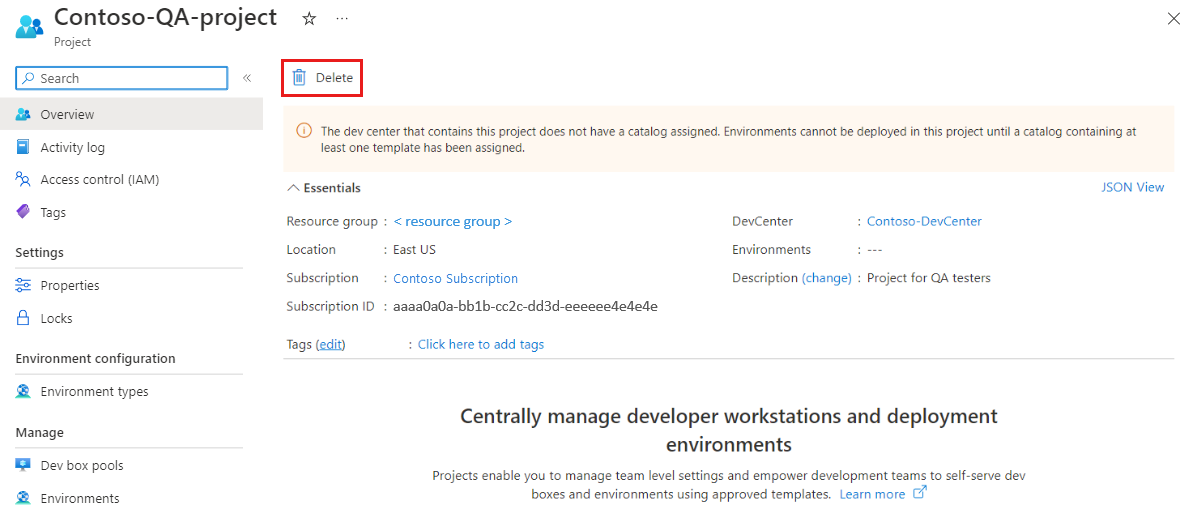 Contoso-QA-project ☆ ···
Project
Search «
Delete
The dev center that contains this project does not have a catalog assigned. Environments cannot be deployed in this project until a catalog containing at
least one template has been assigned.
Overview
Activity log
Access control (IAM)
Tags
Settings
Properties
Locks
Environment configuration
Environment types
Manage
Dev box pools
Environments
Essentials
JSON View
Resource group : < resource group >
Location : East US
Subscription : Contoso Subscription
Subscription ID : aaaa0a0a-bb1b-cc2c-dd3d-eeeeee4e4e4e
DevCenter : Contoso-DevCenter
Environments : ---
Description (change) : Project for QA testers
Tags (edit) : Click here to add tags
Centrally manage developer workstations and deployment
environments
Projects enable you to manage team level settings and empower development teams to self-serve dev
boxes and environments using approved templates. Learn more